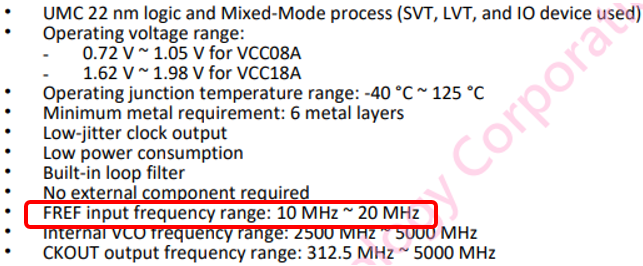 • UMC 22 nm logic and Mixed-Mode process (SVT, LVT, and IO device used)
• Operating voltage range:
- 0.72 V ~ 1.05 V for VCC08A
- 1.62 V ~ 1.98 V for VCC18A
• Operating junction temperature range: -40 °C ~ 125 °C
• Minimum metal requirement: 6 metal layers
• Low-jitter clock output
• Low power consumption
• Built-in loop filter
• No external component required
• FREF input frequency range: 10 MHz ~ 20 MHz
• Internal VCO frequency range: 2500 MHz ~ 5000 MHz
• CKOUT output frequency range: 312.5 MHz ~ 5000 MHz